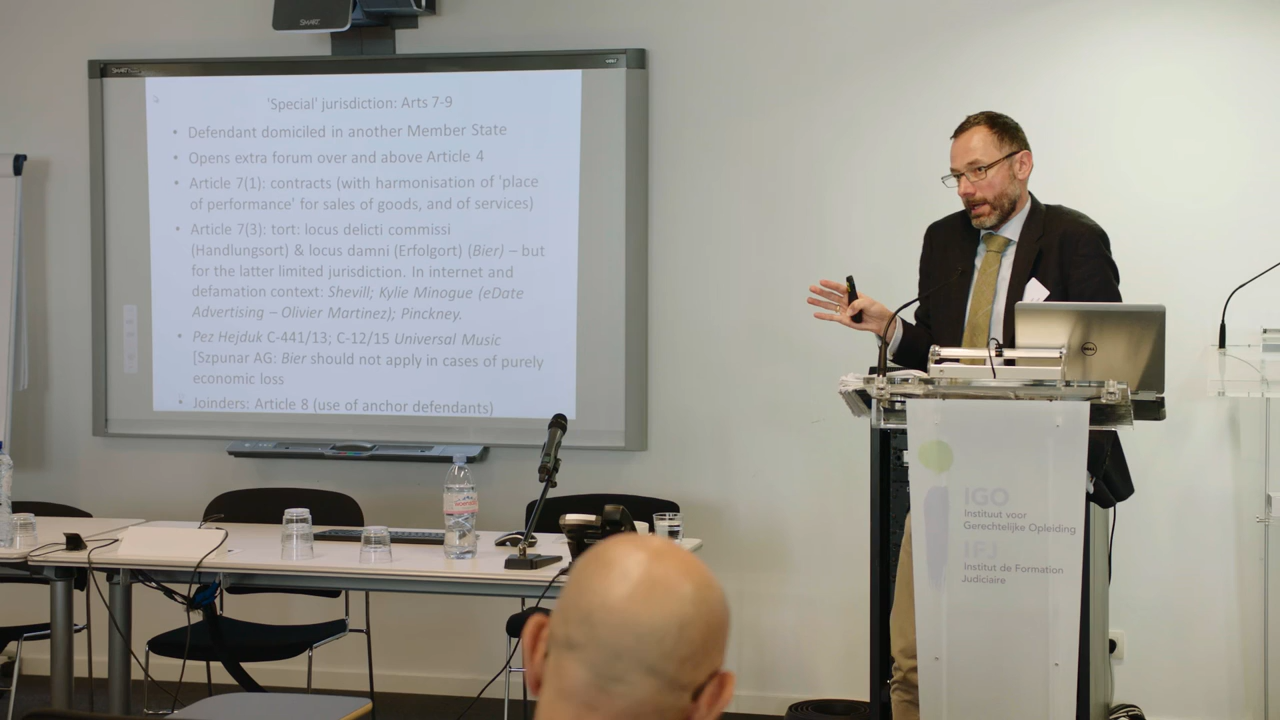 SMART
SMART
'Special' jurisdiction: Arts 7-9
• Defendant domiciled in another Member State
• Opens extra forum over and above Article 4
• Article 7(1): contracts (with harmonisation of 'place
of performance' for sales of goods, and of services)
• Article 7(3): tort: locus delicti commissi
(Handlungsort) & locus damni (Erfolgort) (Bier) – but
for the latter limited jurisdiction. In internet and
defamation context: Shevill; Kylie Minogue (eDate
Advertising – Olivier Martinez); Pinckney.
• Pez Hejduk C-441/13; C-12/15 Universal Music
[Szpunar AG: Bier should not apply in cases of purely
economic loss
• Joinders: Article 8 (use of anchor defendants)
DELL
IGO
Instituut voor
Gerechtelijke Opleiding
IFJ
Institut de Formation
Judiciaire